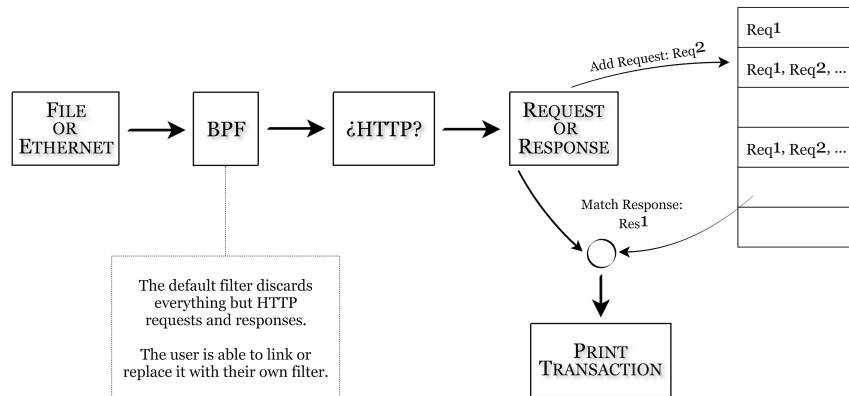 FILE
OR
ETHERNET
BPF
¿HTTP?
REQUEST
OR
RESPONSE
Add Request: Req2
Req1
Req1, Req2, ...
Req1, Req2, ...
Match Response:
Res1
The default filter discards
everything but HTTP
requests and responses.
The user is able to link or
replace it with their own filter.
PRINT
TRANSACTION